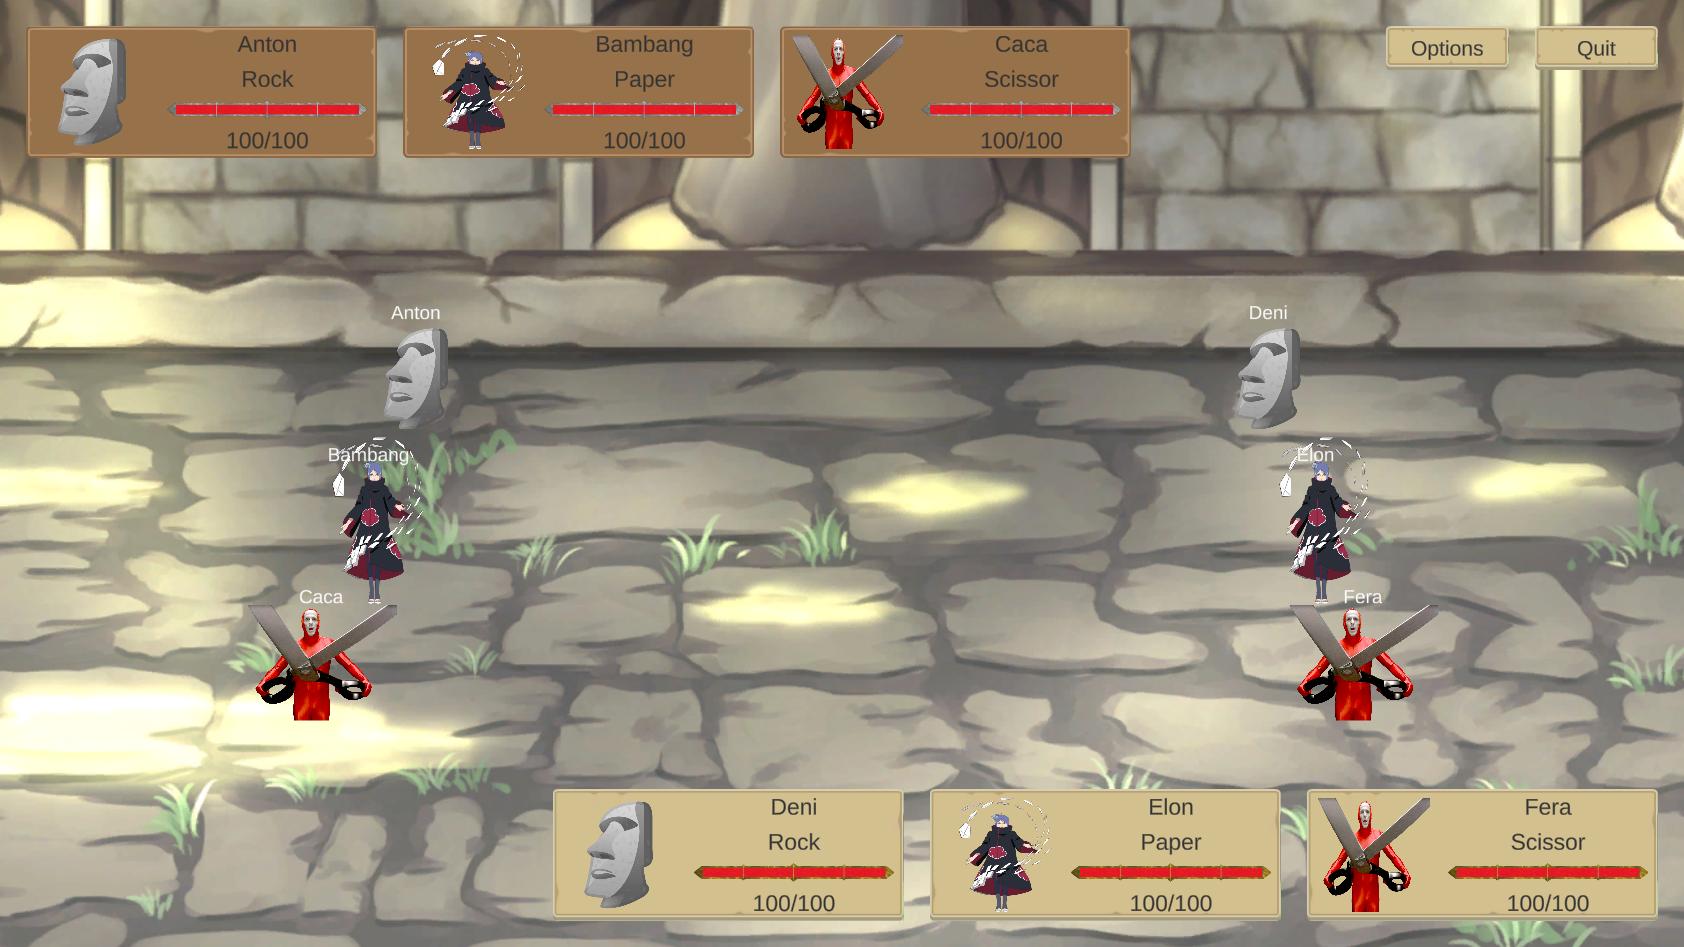 Anton
Rock
100/100
Bambang
Paper
100/100
Caca
Scissor
100/100
Options
Quit
Anton
Deni
Bambang
Elon
Caca
Fera
Deni
Rock
100/100
Elon
Paper
100/100
Fera
Scissor
100/100